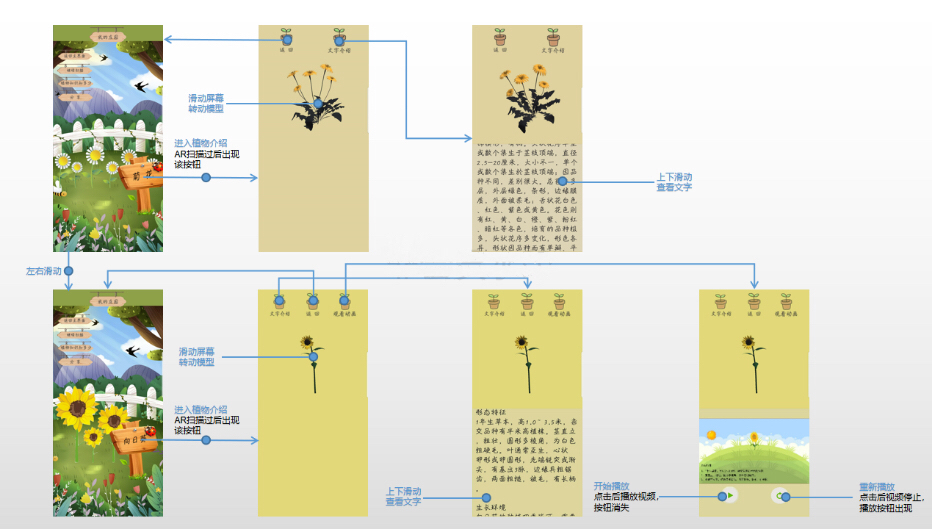 我的花园
返回
文字介绍
滑动屏幕
转动模型
进入植物介绍
AR扫描过后出现
该按钮
菊花
或数个集生于茎枝顶端，直径
2.5-20厘米，大小不一，单个
或数个集生于茎枝顶端；因品
种不同，差别很大。总苞片多
层，外层绿色，条形，边缘膜
质，外面被柔毛；舌状花白色
、红色、紫色或黄色。花色则
有红、黄、白、橙、紫、粉红
、暗红等各色，培育的品种极
多，头状花序多变化，形色各
异，形状因品种而有单瓣、平
上下滑动
查看文字
左右滑动
我的花园
文字介绍
返回
观看动画
滑动屏幕
转动模型
进入植物介绍
AR扫描过后出现
该按钮
向日葵
文字介绍
返回
观看动画
形态特征
1年生草本，高1.0~3.5米，杂
交品种有半米高植株。茎直立
，粗壮，圆形多棱角，为白色
粗硬毛，叶通常互生，心状
卵形或卵圆形，先端锐突或渐
尖，有基出3脉，边缘具粗锯
齿，两面粗糙，被毛，有长柄
。
生长环境
上下滑动
查看文字
文字介绍
返回
观看动画
开始播放
点击后播放视频，
按钮消失
重新播放
点击后视频停止，
播放按钮出现